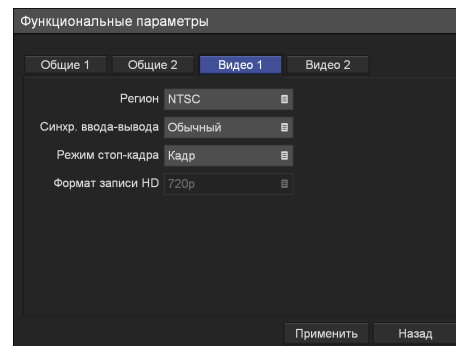 Функциональные параметры
Общие 1 Общие 2 Видео 1 Видео 2
Регион NTSC
Синхр. ввода-вывода Обычный
Режим стоп-кадра Кадр
Формат записи HD 720p
Применить Назад